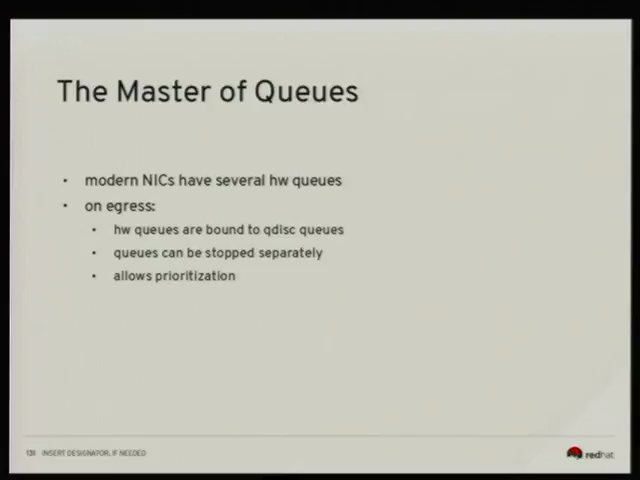 The Master of Queues
• modern NICs have several hw queues
• on egress:
• hw queues are bound to qdisc queues
• queues can be stopped separately
• allows prioritization
131 INSERT DESIGNATOR, IF NEEDED
redhat